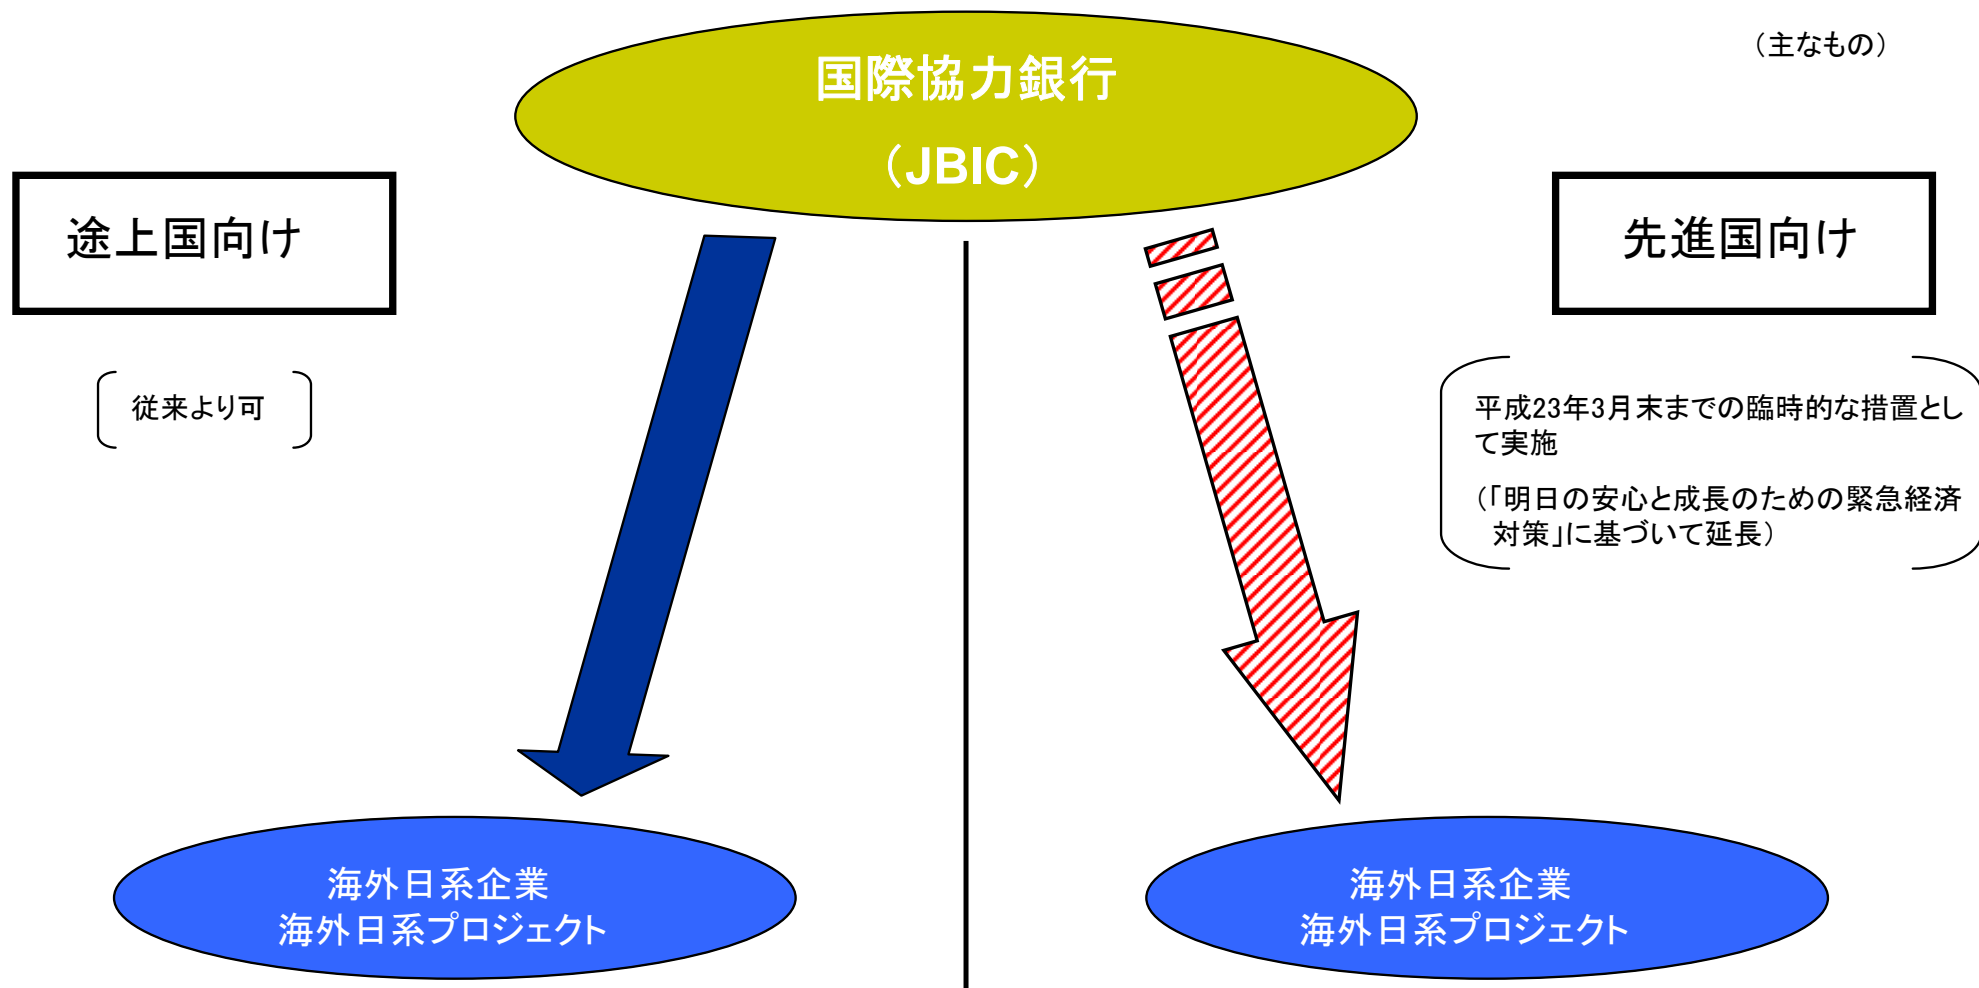 国際協力銀行
（JBIC）
（主なもの）
途上国向け
先進国向け
従来より可
平成23年3月末までの臨時的な措置とし
て実施
（「明日の安心と成長のための緊急経済
対策」に基づいて延長）
海外日系企業
海外日系プロジェクト
海外日系企業
海外日系プロジェクト